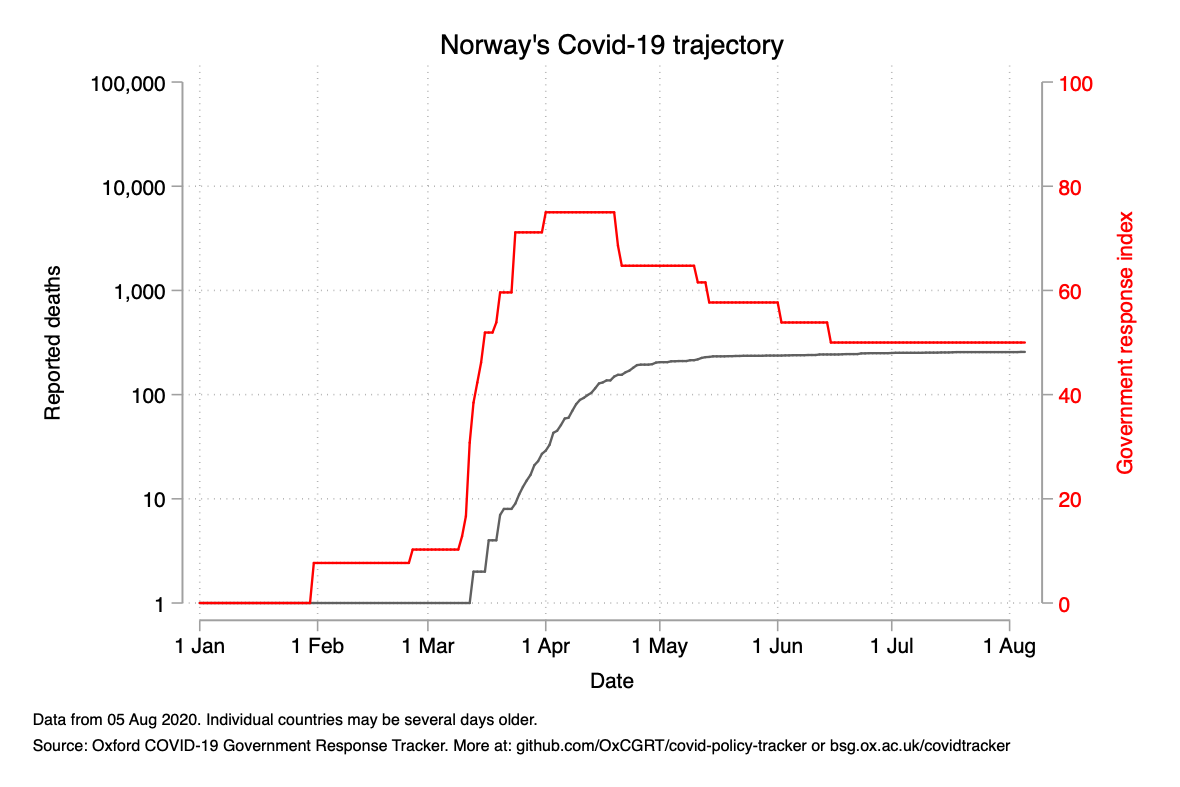 Norway's Covid-19 trajectory
100,000
10,000
1,000
100
10
1
Reported deaths
100
80
60
40
20
0
Government response index
1 Jan
1 Feb
1 Mar
1 Apr
1 May
1 Jun
1 Jul
1 Aug
Date
Data from 05 Aug 2020. Individual countries may be several days older.
Source: Oxford COVID-19 Government Response Tracker. More at: github.com/OxCGRT/covid-policy-tracker or bsg.ox.ac.uk/covidtracker